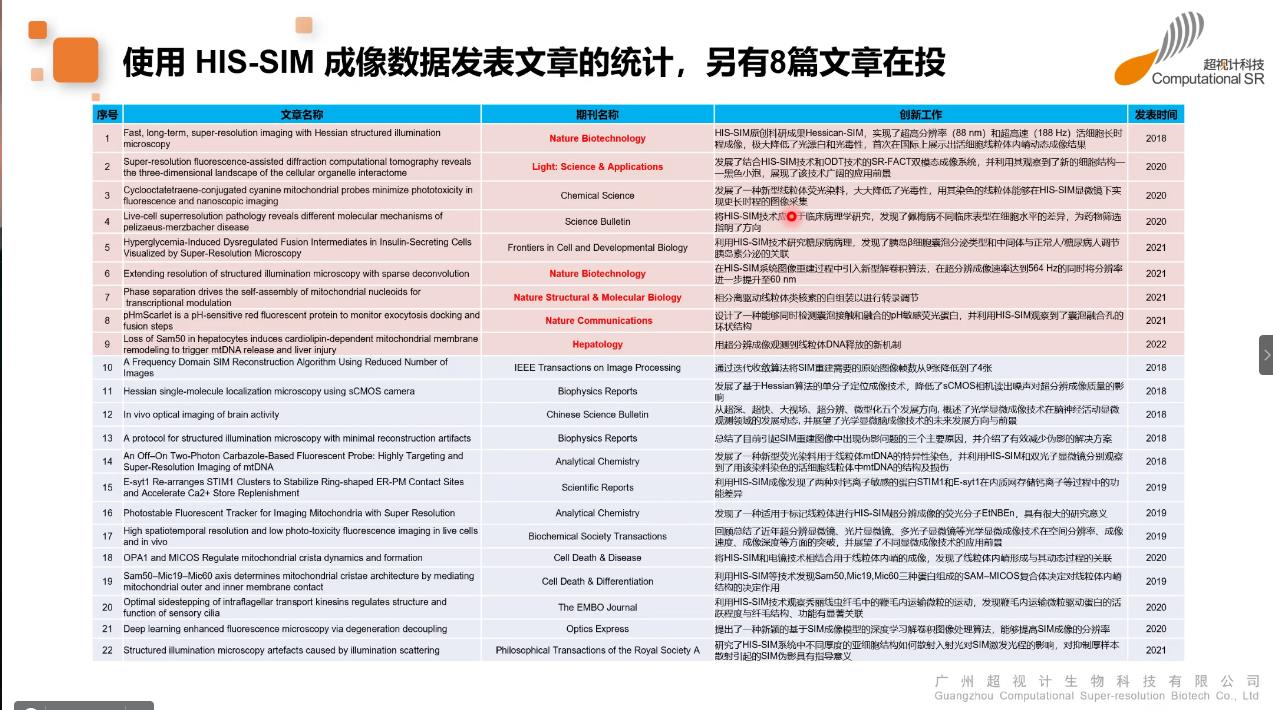 使用 HIS-SIM 成像数据发表文章的统计，另有8篇文章在投
超视计科技
Computational SR
序号 文章名称 期刊名称 创新工作 发表时间
1 Fast, long-term, super-resolution imaging with Hessian structured illumination microscopy Nature Biotechnology HIS-SIM原创科研成果Hessican-SIM，实现了超高分辨率（88 nm）和超高速（188 Hz）活细胞长时程成像，极大降低了光漂白和光毒性，首次在国际上展示出活细胞线粒体内嵴动态成像结果 2018
2 Super-resolution fluorescence-assisted diffraction computational tomography reveals the three-dimensional landscape of the cellular organelle interactome Light: Science & Applications 发展了结合HIS-SIM技术和ODT技术的SR-FACT双模态成像系统，并利用其观察到了新的细胞结构——黑色小泡，展现了该技术广阔的应用前景 2020
3 Cyclooctatetraene-conjugated cyanine mitochondrial probes minimize phototoxicity in fluorescence and nanoscopic imaging Chemical Science 发展了一种新型线粒体荧光染料，大大降低了光毒性，用其染色的线粒体能够在HIS-SIM显微镜下实现更长时程的图像采集 2020
4 Live-cell superresolution pathology reveals different molecular mechanisms of pelizaeus-merzbacher disease Science Bulletin 将HIS-SIM技术应 于临床病理学研究，发现了佩梅病不同临床表型在细胞水平的差异，为药物筛选指明了方向 2020
5 Hyperglycemia-Induced Dysregulated Fusion Intermediates in Insulin-Secreting Cells Visualized by Super-Resolution Microscopy Frontiers in Cell and Developmental Biology 利用HIS-SIM技术研究糖尿病病理，发现了胰岛β细胞囊泡分泌类型和中间体与正常人/糖尿病人调节胰岛素分泌的关联 2021
6 Extending resolution of structured illumination microscopy with sparse deconvolution Nature Biotechnology 在HIS-SIM系统图像重建过程中引入新型解卷积算法，在超分辨成像速率达到564 Hz的同时将分辨率进一步提升至60 nm 2021
7 Phase separation drives the self-assembly of mitochondrial nucleoids for transcriptional modulation Nature Structural & Molecular Biology 相分离驱动线粒体类核素的自组装以进行转录调节 2021
8 pHmScarlet is a pH-sensitive red fluorescent protein to monitor exocytosis docking and fusion steps Nature Communications 设计了一种能够同时检测囊泡接触和融合的pH敏感荧光蛋白，并利用HIS-SIM观察到了囊泡融合孔的环状结构 2021
9 Loss of Sam50 in hepatocytes induces cardiolipin-dependent mitochondrial membrane remodeling to trigger mtDNA release and liver injury Hepatology 用超分辨成像观测到线粒体DNA释放的新机制 2022
10 A Frequency Domain SIM Reconstruction Algorithm Using Reduced Number of Images IEEE Transactions on Image Processing 通过迭代收敛算法将SIM重建需要的原始图像帧数从9张降低到了4张 2018
11 Hessian single-molecule localization microscopy using sCMOS camera Biophysics Reports 发展了基于Hessian算法的单分子定位成像技术，降低了sCMOS相机读出噪声对超分辨成像质量的影响 2018
12 In vivo optical imaging of brain activity Chinese Science Bulletin 从超深、超快、大视场、超分辨、微型化五个发展方向, 概述了光学显微成像技术在脑神经活动显微观测领域的发展动态, 并展望了光学显微脑成像技术的未来发展方向与前景 2018
13 A protocol for structured illumination microscopy with minimal reconstruction artifacts Biophysics Reports 总结了目前引起SIM重建图像中出现伪影问题的三个主要原因，并介绍了有效减少伪影的解决方案 2018
14 An Off–On Two-Photon Carbazole-Based Fluorescent Probe: Highly Targeting and Super-Resolution Imaging of mtDNA Analytical Chemistry 发展了一种新型荧光染料用于线粒体mtDNA的特异性染色，并利用HIS-SIM和双光子显微镜分别观察到了用该染料染色的活细胞线粒体中mtDNA的结构及损伤 2018
15 E-syt1 Re-arranges STIM1 Clusters to Stabilize Ring-shaped ER-PM Contact Sites and Accelerate Ca2+ Store Replenishment Scientific Reports 利用HIS-SIM成像发现了两种对钙离子敏感的蛋白STIM1和E-syt1在内质网存储钙离子等过程中的功能差异 2019
16 Photostable Fluorescent Tracker for Imaging Mitochondria with Super Resolution Analytical Chemistry 发现了一种适用于标记线粒体进行HIS-SIM超分辨成像的荧光分子EtNBEn，具有很大的研究意义 2019
17 High spatiotemporal resolution and low photo-toxicity fluorescence imaging in live cells and in vivo Biochemical Society Transactions 回顾总结了近年超分辨显微镜、光片显微镜、多光子显微镜等光学显微成像技术在空间分辨率、成像速度、成像深度等方面的突破，并展望了不同显微成像技术的应用前景 2019
18 OPA1 and MICOS Regulate mitochondrial crista dynamics and formation Cell Death & Disease 将HIS-SIM和电镜技术相结合用于线粒体内嵴的成像，发现了线粒体内嵴形成与其动态过程的关联 2020
19 Sam50–Mic19–Mic60 axis determines mitochondrial cristae architecture by mediating mitochondrial outer and inner membrane contact Cell Death & Differentiation 利用HIS-SIM等技术发现Sam50,Mic19,Mic60三种蛋白组成的SAM–MICOS复合体决定对线粒体内嵴结构的决定作用 2019
20 Optimal sidestepping of intraflagellar transport kinesins regulates structure and function of sensory cilia The EMBO Journal 利用HIS-SIM技术观察秀丽线虫纤毛中的鞭毛内运输微粒的运动，发现鞭毛内运输微粒驱动蛋白的活跃程度与纤毛结构、功能有显著关联 2020
21 Deep learning enhanced fluorescence microscopy via degeneration decoupling Optics Express 提出了一种新颖的基于SIM成像模型的深度学习解卷积图像处理算法，能够提高SIM成像的分辨率 2020
22 Structured illumination microscopy artefacts caused by illumination scattering Philosophical Transactions of the Royal Society A 研究了HIS-SIM系统中不同厚度的亚细胞结构如何散射入射光对SIM激发光程的影响，对抑制厚样本散射引起的SIM伪影具有指导意义 2021
广州超视计生物科技有限公司
Guangzhou Computational Super-resolution Biotech Co., Ltd